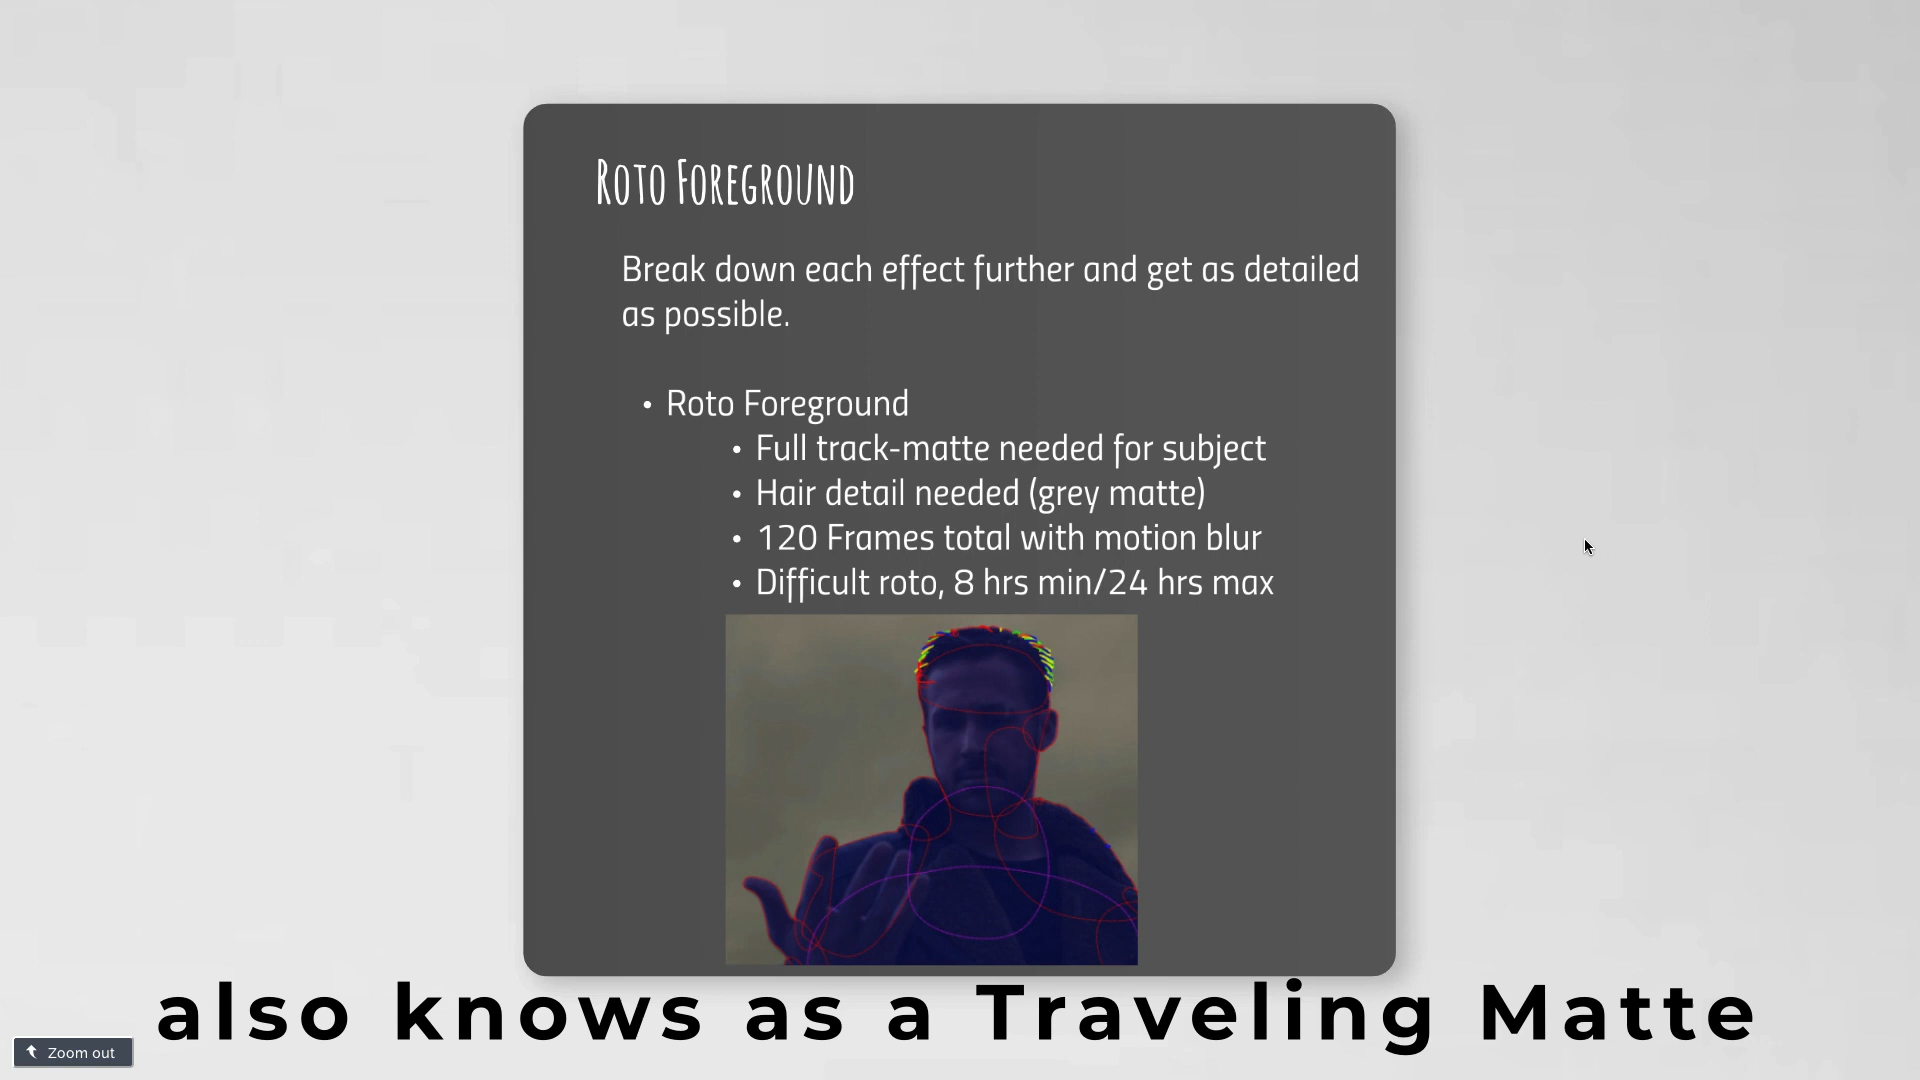 Roto Foreground
Break down each effect further and get as detailed
as possible.
• Roto Foreground
• Full track-matte needed for subject
• Hair detail needed (grey matte)
• 120 Frames total with motion blur
• Difficult roto, 8 hrs min/24 hrs max
also knows as a Traveling Matte
Zoom out